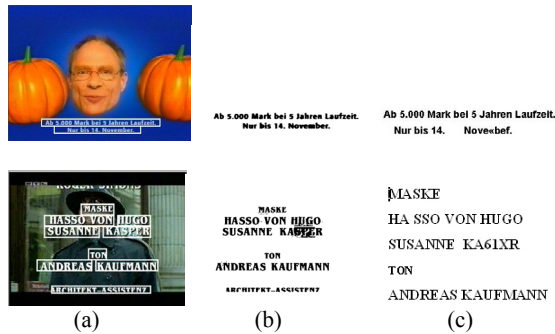 Ab 5.000 Mark bei 5 Jahren Laufzeit.
Nur bis 14. November.
Ab 5.000 Mark bei 5 Jahren Laufzeit.
Nur bis 14. November.
Ab 5.000 Mark bel 5 Jahren Laufzeit.
Nur bis 14. Nove«bef.
MASKE
HASSO VON HUGO
SUSANNE KASPER
TON
ANDREAS KAUFMANN
ARCHITEKT-ASSISTENZ
MASKE
HASSO VON HUGO
SUSANNE KASPER
TON
ANDREAS KAUFMANN
ARCHITEKT-ASSISTENZ
MASKE
HA SSO VON HUGO
SUSANNE KA61XR
TON
ANDREAS KAUFMANN
(a) (b) (c)